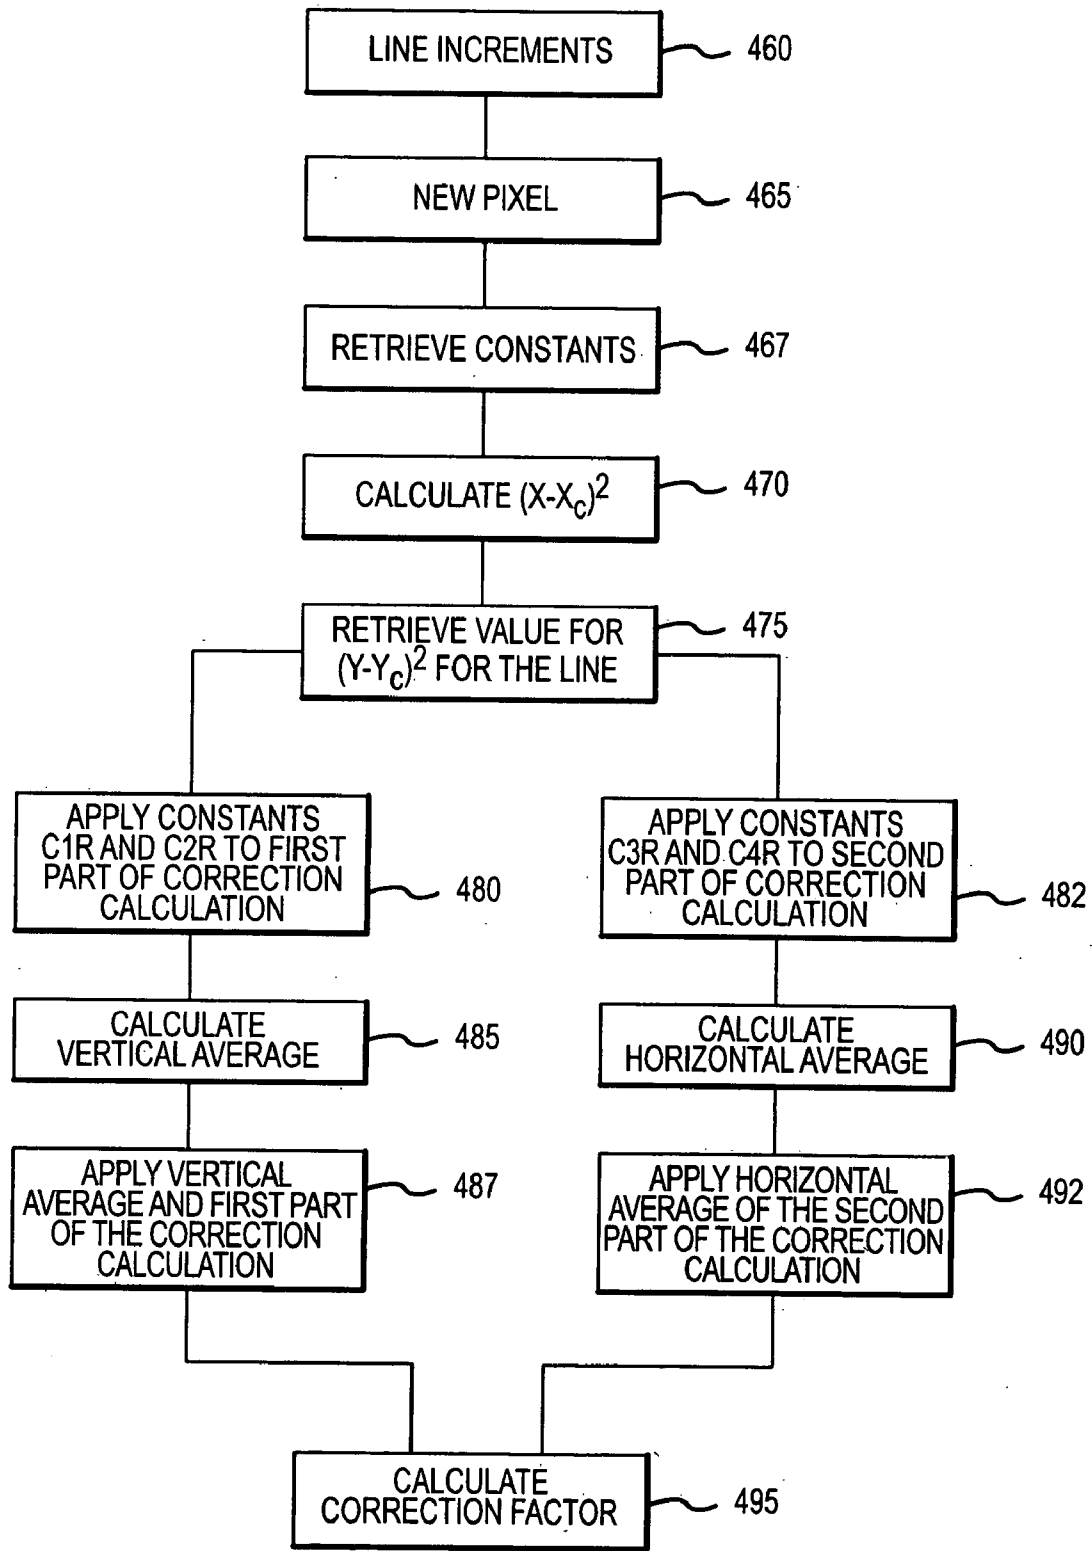 LINE INCREMENTS
460
NEW PIXEL
465
RETRIEVE CONSTANTS
467
CALCULATE (X-Xc)²
470
RETRIEVE VALUE FOR
(Y-Yc)² FOR THE LINE
475
APPLY CONSTANTS
C1R AND C2R TO FIRST
PART OF CORRECTION
CALCULATION
480
APPLY CONSTANTS
C3R AND C4R TO SECOND
PART OF CORRECTION
CALCULATION
482
CALCULATE
VERTICAL AVERAGE
485
CALCULATE
HORIZONTAL AVERAGE
490
APPLY VERTICAL
AVERAGE AND FIRST PART
OF THE CORRECTION
CALCULATION
487
APPLY HORIZONTAL
AVERAGE OF THE SECOND
PART OF THE CORRECTION
CALCULATION
492
CALCULATE
CORRECTION FACTOR
495